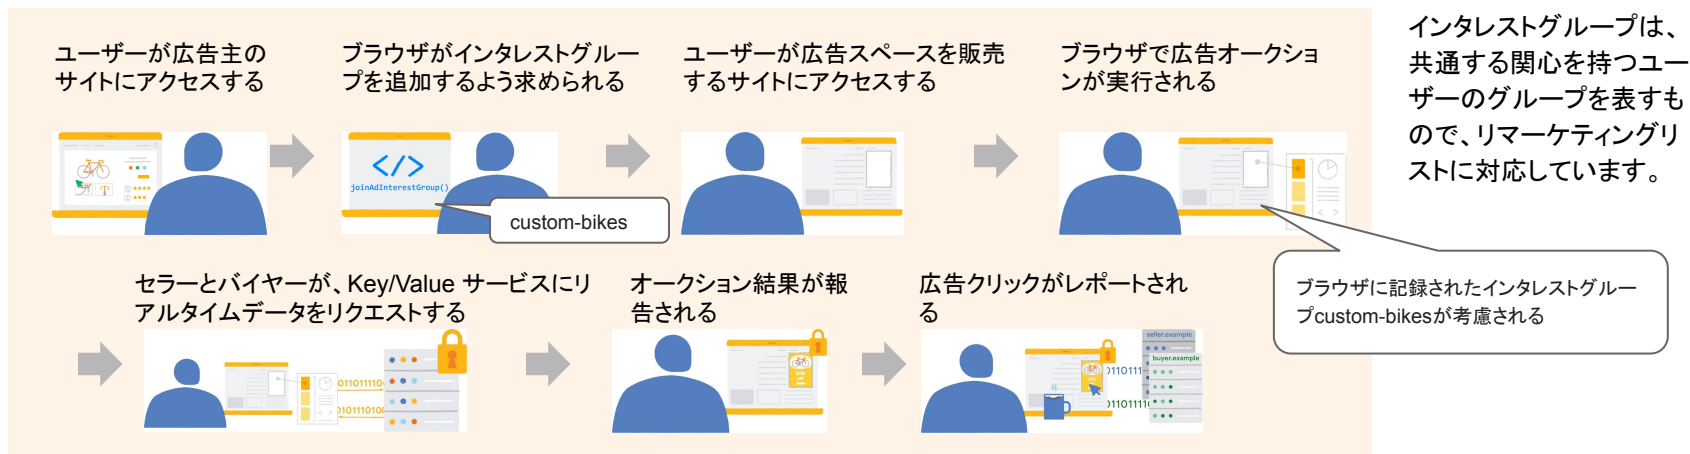 ユーザーが広告主の
サイトにアクセスする
ブラウザがインタレストグルー
プを追加するよう求められる
ユーザーが広告スペースを販売
するサイトにアクセスする
ブラウザで広告オークショ
ンが実行される
インタレストグループは、
共通する関心を持つユー
ザーのグループを表すも
ので、リマーケティングリ
ストに対応しています。
</>
joinAdInterestGroup()
custom-bikes
< >
ブラウザに記録されたインタレストグルー
プcustom-bikesが考慮される
セラーとバイヤーが、Key/Value サービスにリ
アルタイムデータをリクエストする
オークション結果が報
告される
広告クリックがレポートされ
る
< >
01101110
0101110100
seller.example
buyer.example
0110111
01101111